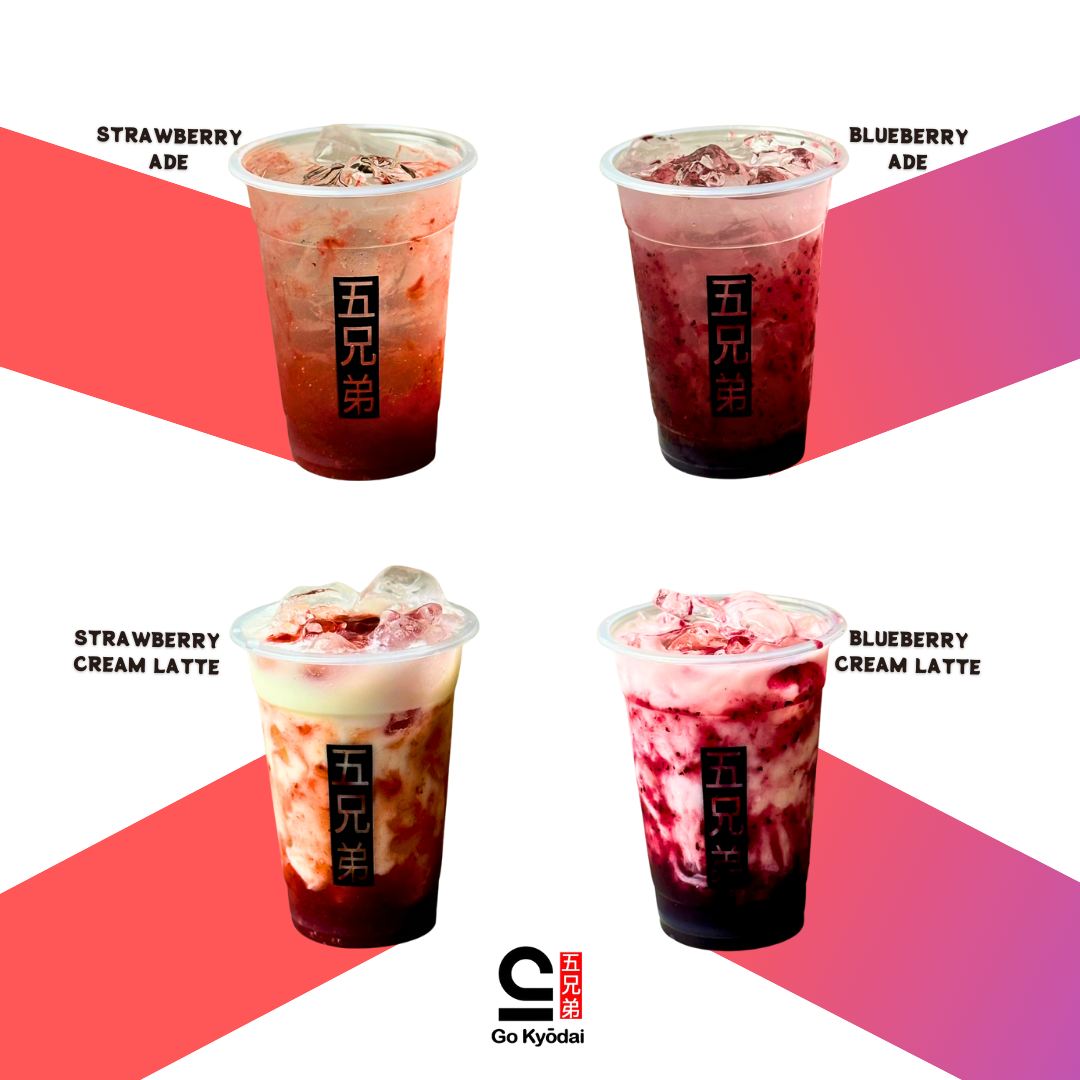 STRAWBERRY
ADE
BLUEBERRY
ADE
五
兄
弟
五
兄
弟
STRAWBERRY
CREAM LATTE
BLUEBERRY
CREAM LATTE
五
兄
弟
五
兄
弟
五
兄
弟
Go Kyōdai